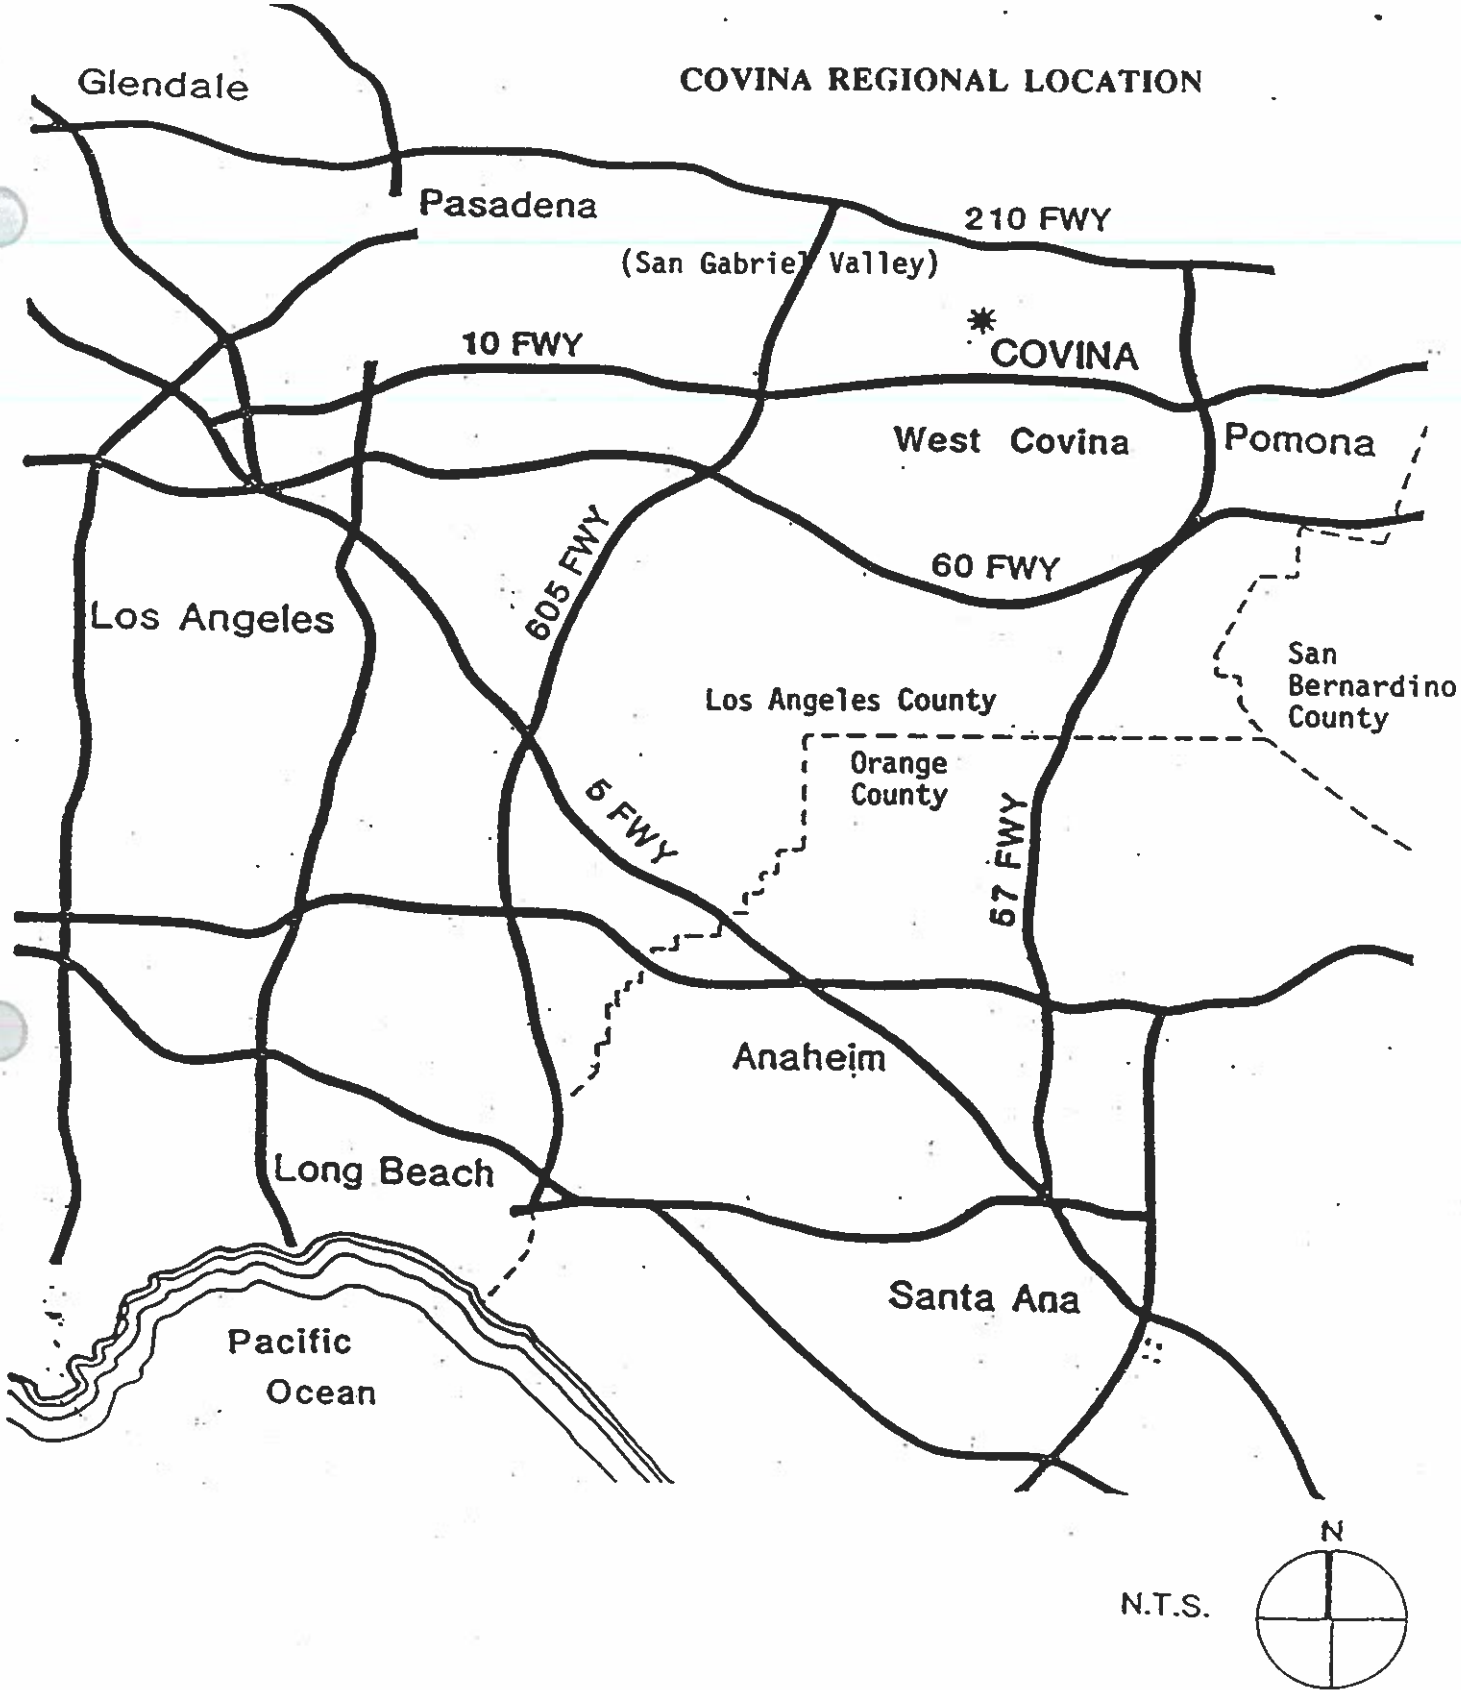 Glendale
COVINA REGIONAL LOCATION
Pasadena
210 FWY
(San Gabriel Valley)
10 FWY
COVINA
West Covina
Pomona
605 FWY
60 FWY
Los Angeles
San
Bernardino
County
Los Angeles County
Orange
County
5 FWY
57 FWY
Anaheim
Long Beach
Santa Ana
Pacific
Ocean
N
N.T.S.